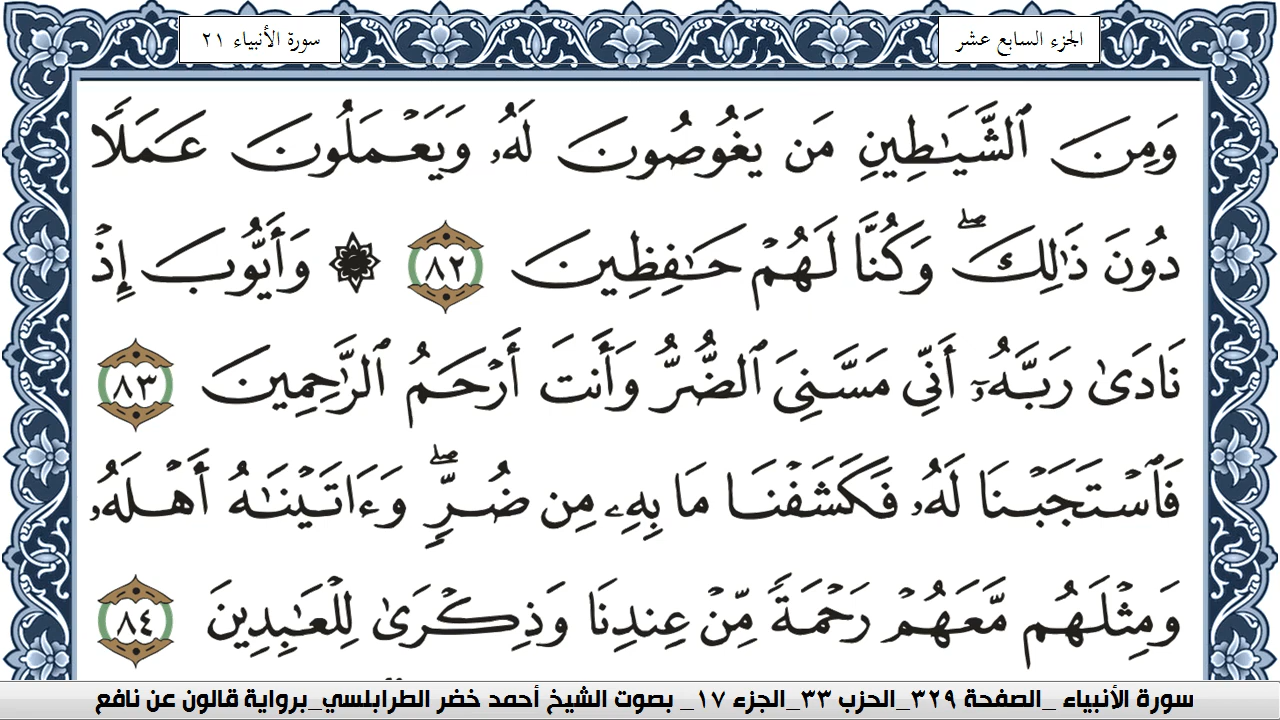 الجزء السابع عشر
سورة الأنبياء ٢١
وَمِنَ ٱلشَّيَـٰطِينِ مَن يَغُوصُونَ لَهُۥ وَيَعْمَلُونَ عَمَلًا
دُونَ ذَٰلِكَ ۖ وَكُنَّا لَهُمْ حَـٰفِظِينَ ٨٢ ۞ وَأَيُّوبَ إِذْ
نَادَىٰ رَبَّهُۥٓ أَنِّى مَسَّنِىَ ٱلضُّرُّ وَأَنتَ أَرْحَمُ ٱلرَّٰحِمِينَ ٨٣
فَٱسْتَجَبْنَا لَهُۥ فَكَشَفْنَا مَا بِهِۦ مِن ضُرٍّ ۖ وَءَاتَيْنَـٰهُ أَهْلَهُۥ
وَمِثْلَهُم مَّعَهُمْ رَحْمَةً مِّنْ عِندِنَا وَذِكْرَىٰ لِلْعَـٰبِدِينَ ٨٤
سورة الأنبياء _الصفحة ٣٢٩_الحزب ٣٣_الجزء ١٧_ بصوت الشيخ أحمد خضر الطرابلسي_برواية قالون عن نافع